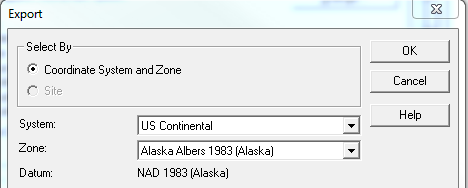 Export
Select By
Coordinate System and Zone
Site
OK
Cancel
Help
System: US Continental
Zone: Alaska Albers 1983 (Alaska)
Datum: NAD 1983 (Alaska)